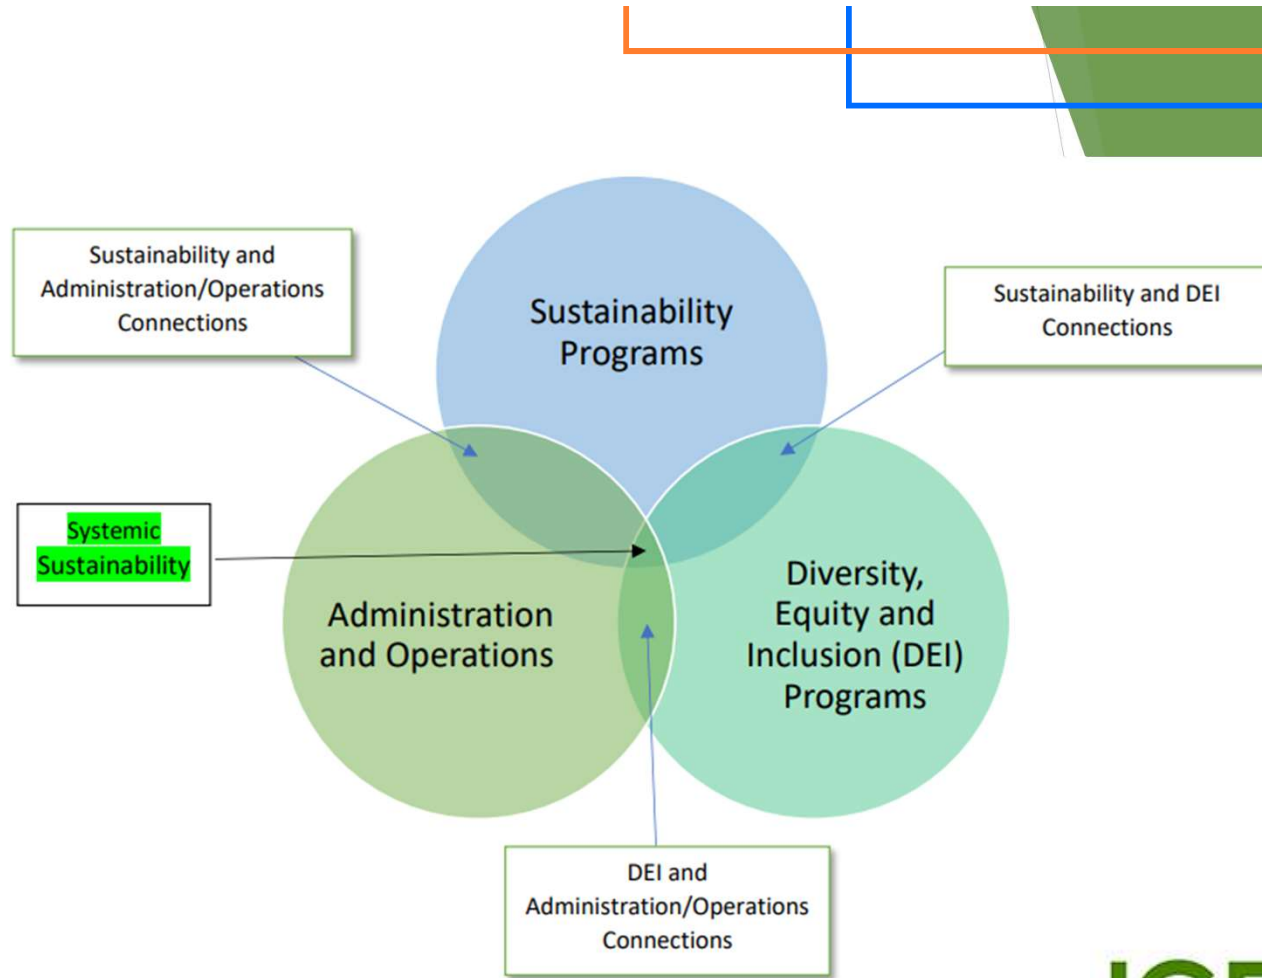 Sustainability and
Administration/Operations
Connections
Sustainability
Programs
Sustainability and DEI
Connections
Systemic
Sustainability
Administration
and Operations
Diversity,
Equity and
Inclusion (DEI)
Programs
DEI and
Administration/Operations
Connections